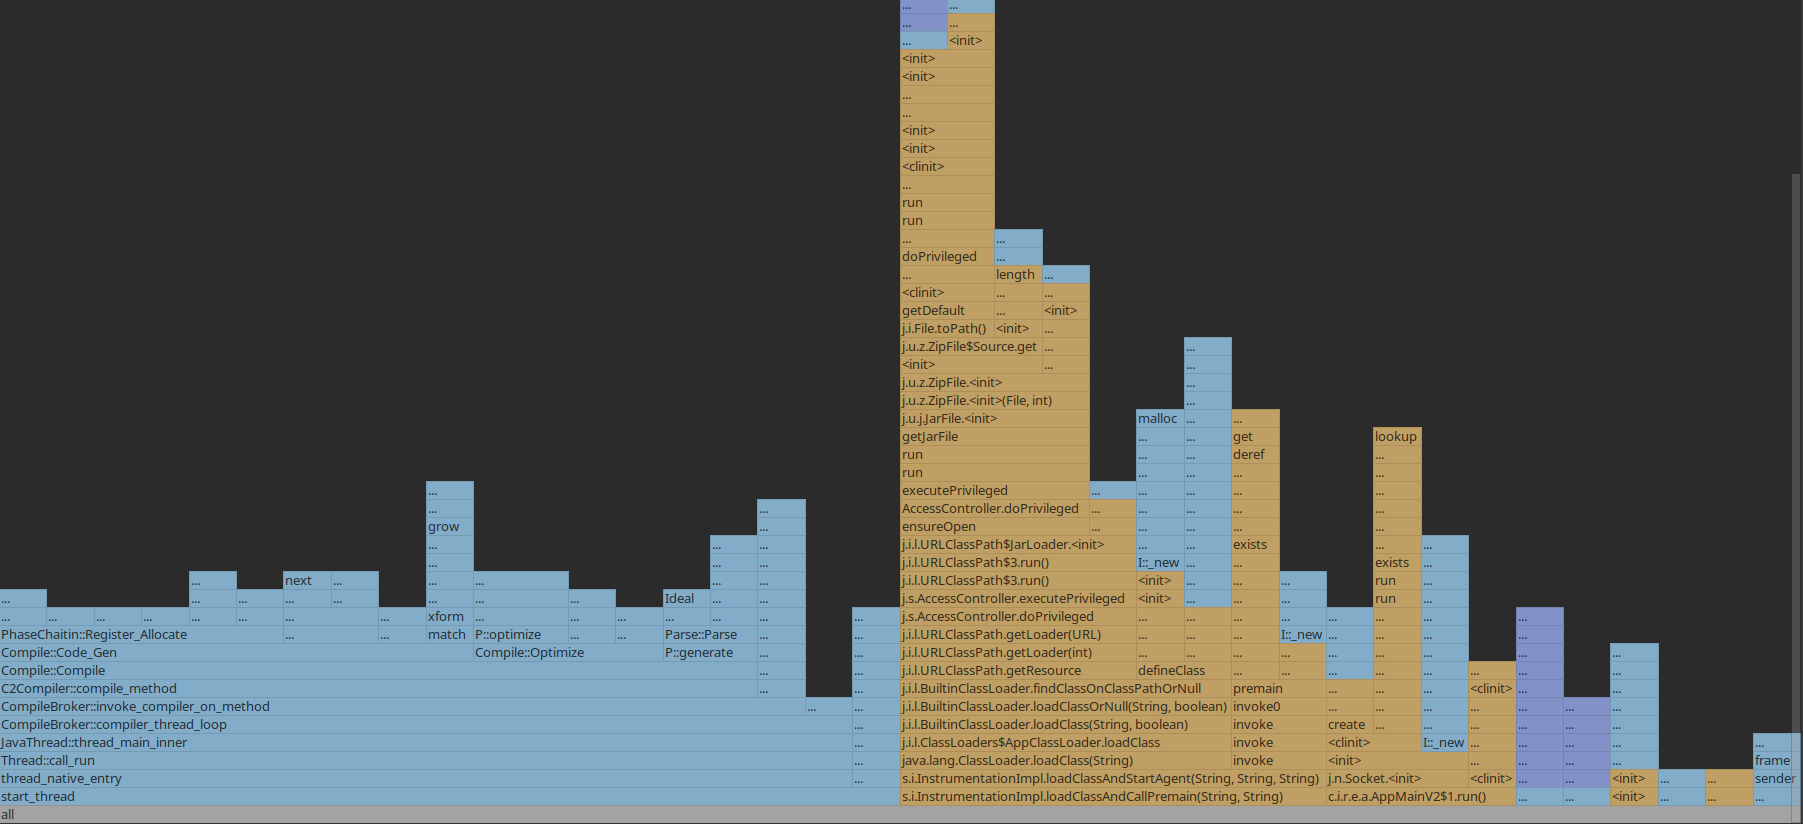 ... ...
... ...
... <init>
<init>
<init>
...
...
<init>
<init>
<clinit>
...
run
run
... ...
doPrivileged ...
... length ...
<clinit> ... ...
getDefault ... <init>
j.i.File.toPath() <init> ...
j.u.z.ZipFile$Source.get ... ...
<init> ... ...
j.u.z.ZipFile.<init> ...
j.u.z.ZipFile.<init>(File, int) ...
j.u.j.JarFile.<init> malloc ... ...
getJarFile ... ... get lookup
run ... ... deref ...
run ... ... ... ...
... executePrivileged ... ... ... ... ...
... ... AccessController.doPrivileged ... ... ... ... ...
grow ... ensureOpen ... ... ... ... ...
... ... ... j.i.l.URLClassPath$JarLoader.<init> ... ... exists ... ...
... ... ... j.i.l.URLClassPath$3.run() I::_new ... ... exists ...
... next ... ... ... ... ... j.i.l.URLClassPath$3.run() <init> ... ... ... run ...
... ... ... ... ... ... ... ... Ideal ... ... j.s.AccessController.executePrivileged <init> ... ... ... run ...
... ... ... ... ... ... ... ... ... xform ... ... ... ... ... ... ... j.s.AccessController.doPrivileged ... ... ... ... ... ... ... ...
PhaseChaitin::Register_Allocate ... ... match P::optimize ... ... Parse::Parse ... ... j.i.l.URLClassPath.getLoader(URL) ... ... ... I::_new ... ... ... ...
Compile::Code_Gen Compile::Optimize P::generate ... ... j.i.l.URLClassPath.getLoader(int) ... ... ... ... ... ... ... ... ...
Compile::Compile ... ... j.i.l.URLClassPath.getResource defineClass ... ... ... ... ... ... ... ...
C2Compiler::compile_method ... ... j.i.l.BuiltinClassLoader.findClassOnClassPathOrNull premain ... ... ... <clinit> ... ...
CompileBroker::invoke_compiler_on_method ... ... j.i.l.BuiltinClassLoader.loadClassOrNull(String, boolean) invoke0 ... ... ... ... ... ... ...
CompileBroker::compiler_thread_loop ... j.i.l.BuiltinClassLoader.loadClass(String, boolean) invoke create ... ... ... ... ... ...
JavaThread::thread_main_inner ... j.i.l.ClassLoaders$AppClassLoader.loadClass invoke <clinit> I::_new ... ... ... ... ...
Thread::call_run ... java.lang.ClassLoader.loadClass(String) invoke <init> ... ... ... ... frame
thread_native_entry ... s.i.InstrumentationImpl.loadClassAndStartAgent(String, String, String) j.n.Socket.<init> <clinit> ... ... <init> ... ... sender
start_thread s.i.InstrumentationImpl.loadClassAndCallPremain(String, String) c.i.r.e.a.AppMainV2$1.run() ... ... <init> ... ... ...
all